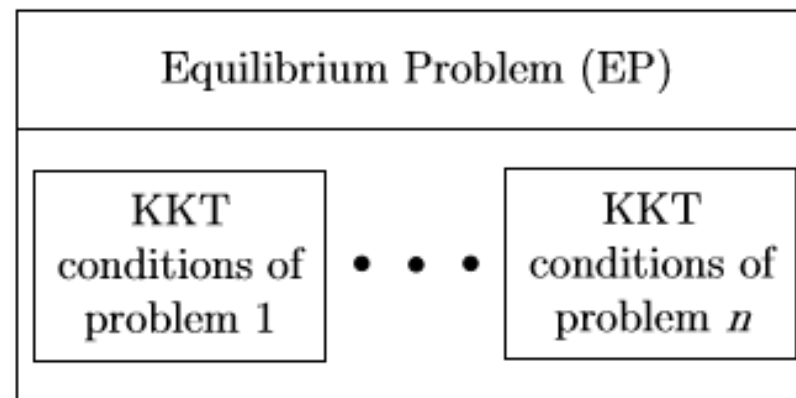 Equilibrium Problem (EP)
KKT
conditions of
problem 1
• • •
KKT
conditions of
problem n